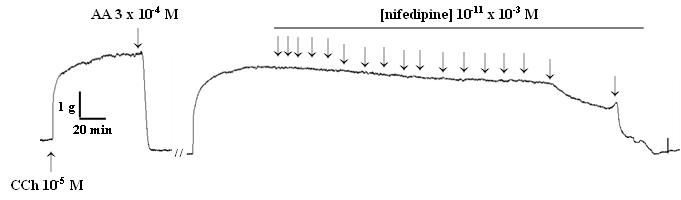 AA 3 x 10⁻⁴ M
[nifedipine] 10⁻¹¹ x 10⁻³ M
1 g
20 min
//
CCh 10⁻⁵ M